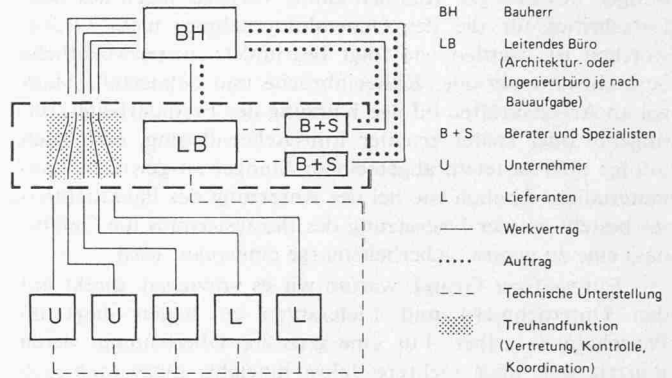 BH
LB
B+S
B+S
U
U
U
U
L
BH Bauherr
LB Leitendes Büro
(Architektur- oder
Ingenieurbüro je nach
Bauaufgabe)
B+S Berater und Spezialisten
U Unternehmer
L Lieferanten
Werkvertrag
Auftrag
Technische Unterstellung
Treuhandfunktion
(Vertretung, Kontrolle,
Koordination)